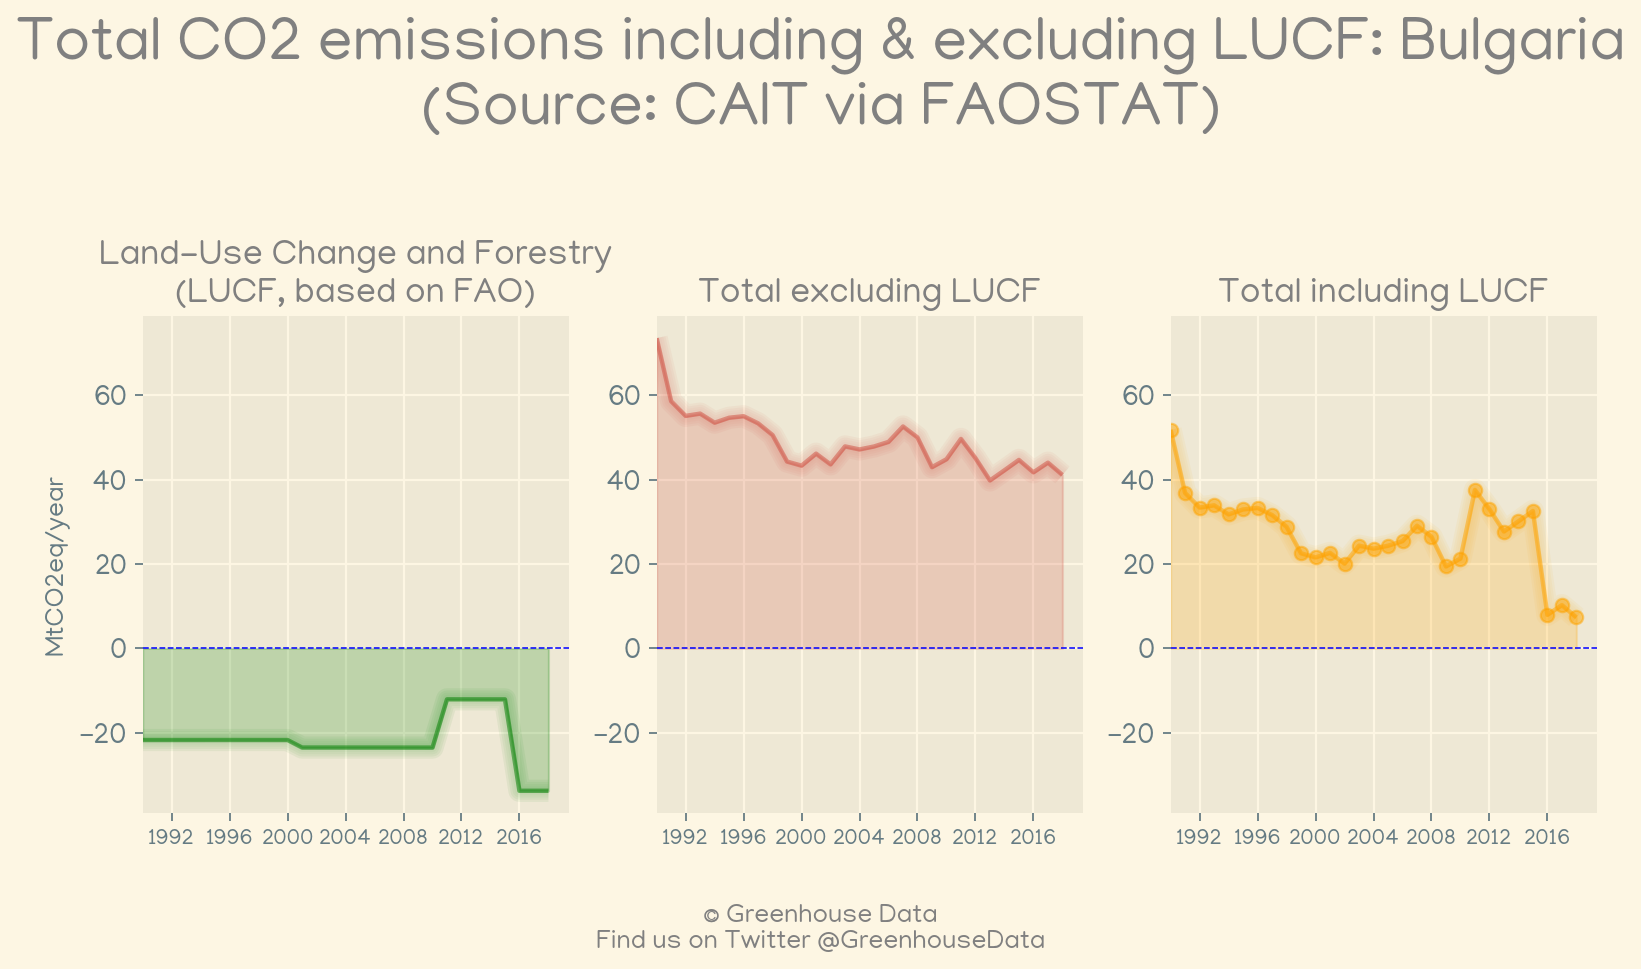 Total CO2 emissions including & excluding LUCF: Bulgaria
(Source: CAIT via FAOSTAT)
Land-Use Change and Forestry
(LUCF, based on FAO)
Total excluding LUCF
Total including LUCF
MtCO2eq/year
60
40
20
0
−20
1992 1996 2000 2004 2008 2012 2016
60
40
20
0
−20
1992 1996 2000 2004 2008 2012 2016
60
40
20
0
−20
1992 1996 2000 2004 2008 2012 2016
© Greenhouse Data
Find us on Twitter @GreenhouseData